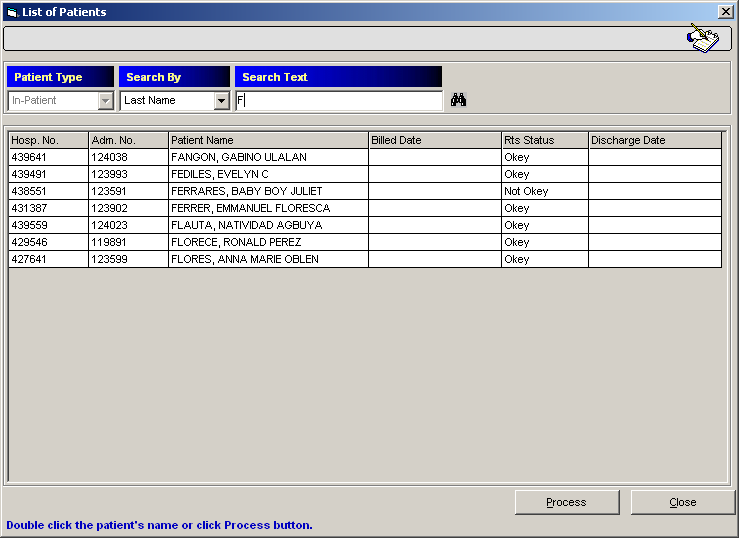 List of Patients
Patient Type Search By Search Text
In-Patient Last Name F
Hosp. No. Adm. No. Patient Name Billed Date Rts Status Discharge Date
439641 124038 FANGON, GABINO ULALAN Okey
439491 123993 FEDILES, EVELYN C Okey
438551 123591 FERRARES, BABY BOY JULIET Not Okey
431387 123902 FERRER, EMMANUEL FLORESCA Okey
439559 124023 FLAUTA, NATIVIDAD AGBUYA Okey
429546 119891 FLORECE, RONALD PEREZ Okey
427641 123599 FLORES, ANNA MARIE OBLEN Okey
Process Close
Double click the patient's name or click Process button.